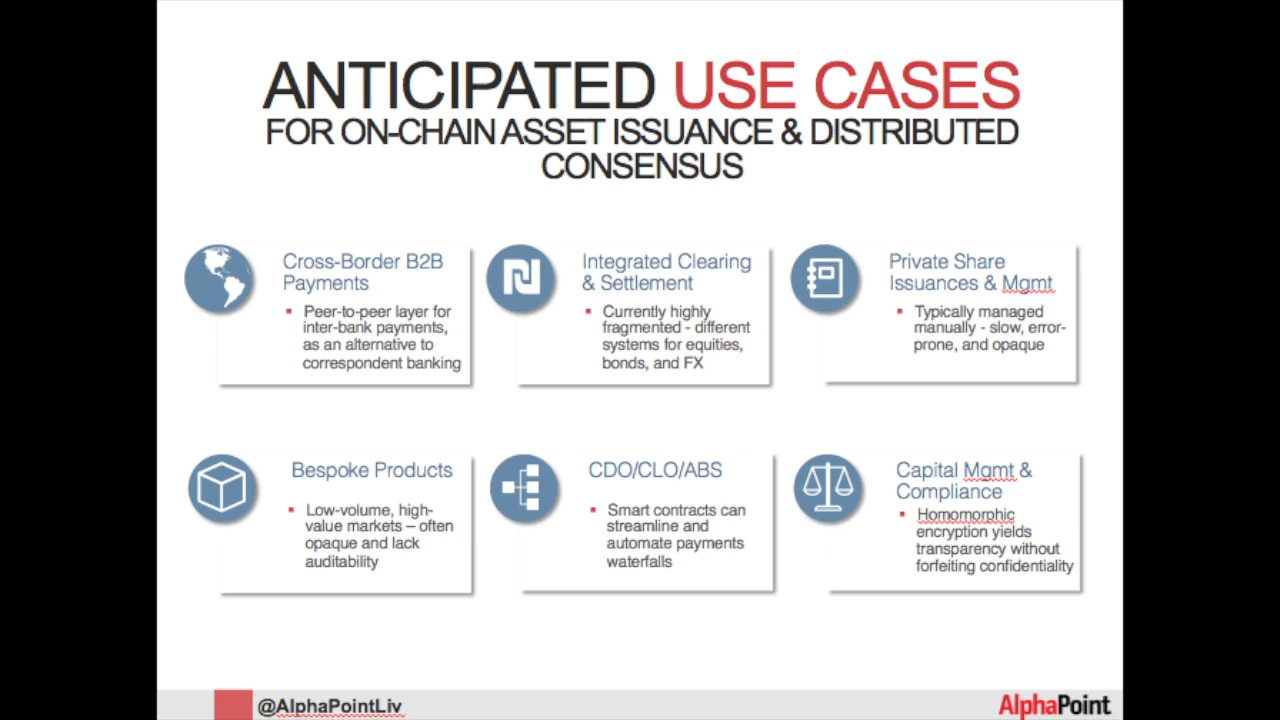 ANTICIPATED USE CASES
FOR ON-CHAIN ASSET ISSUANCE & DISTRIBUTED
CONSENSUS
Cross-Border B2B
Payments
▪ Peer-to-peer layer for
inter-bank payments,
as an alternative to
correspondent banking
Integrated Clearing
& Settlement
▪ Currently highly
fragmented - different
systems for equities,
bonds, and FX
Private Share
Issuances & Mgmt
▪ Typically managed
manually - slow, error-
prone, and opaque
Bespoke Products
▪ Low-volume, high-
value markets – often
opaque and lack
auditability
CDO/CLO/ABS
▪ Smart contracts can
streamline and
automate payments
waterfalls
Capital Mgmt &
Compliance
▪ Homomorphic
encryption yields
transparency without
forfeiting confidentiality
@AlphaPointLiv
AlphaPoint